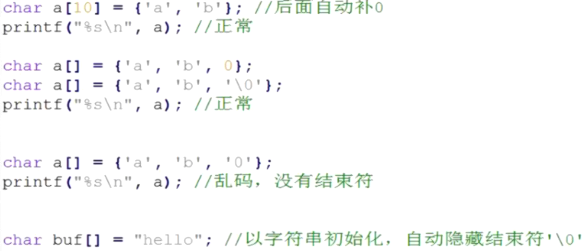 char a[10] = {'a', 'b'}; //后面自动补0
printf("%s\n", a); //正常
char a[] = {'a', 'b', 0};
char a[] = {'a', 'b', '\0'};
printf("%s\n", a); //正常
char a[] = {'a', 'b', '0'};
printf("%s\n", a); //乱码，没有结束符
char buf[] = "hello"; //以字符串初始化，自动隐藏结束符'\0'